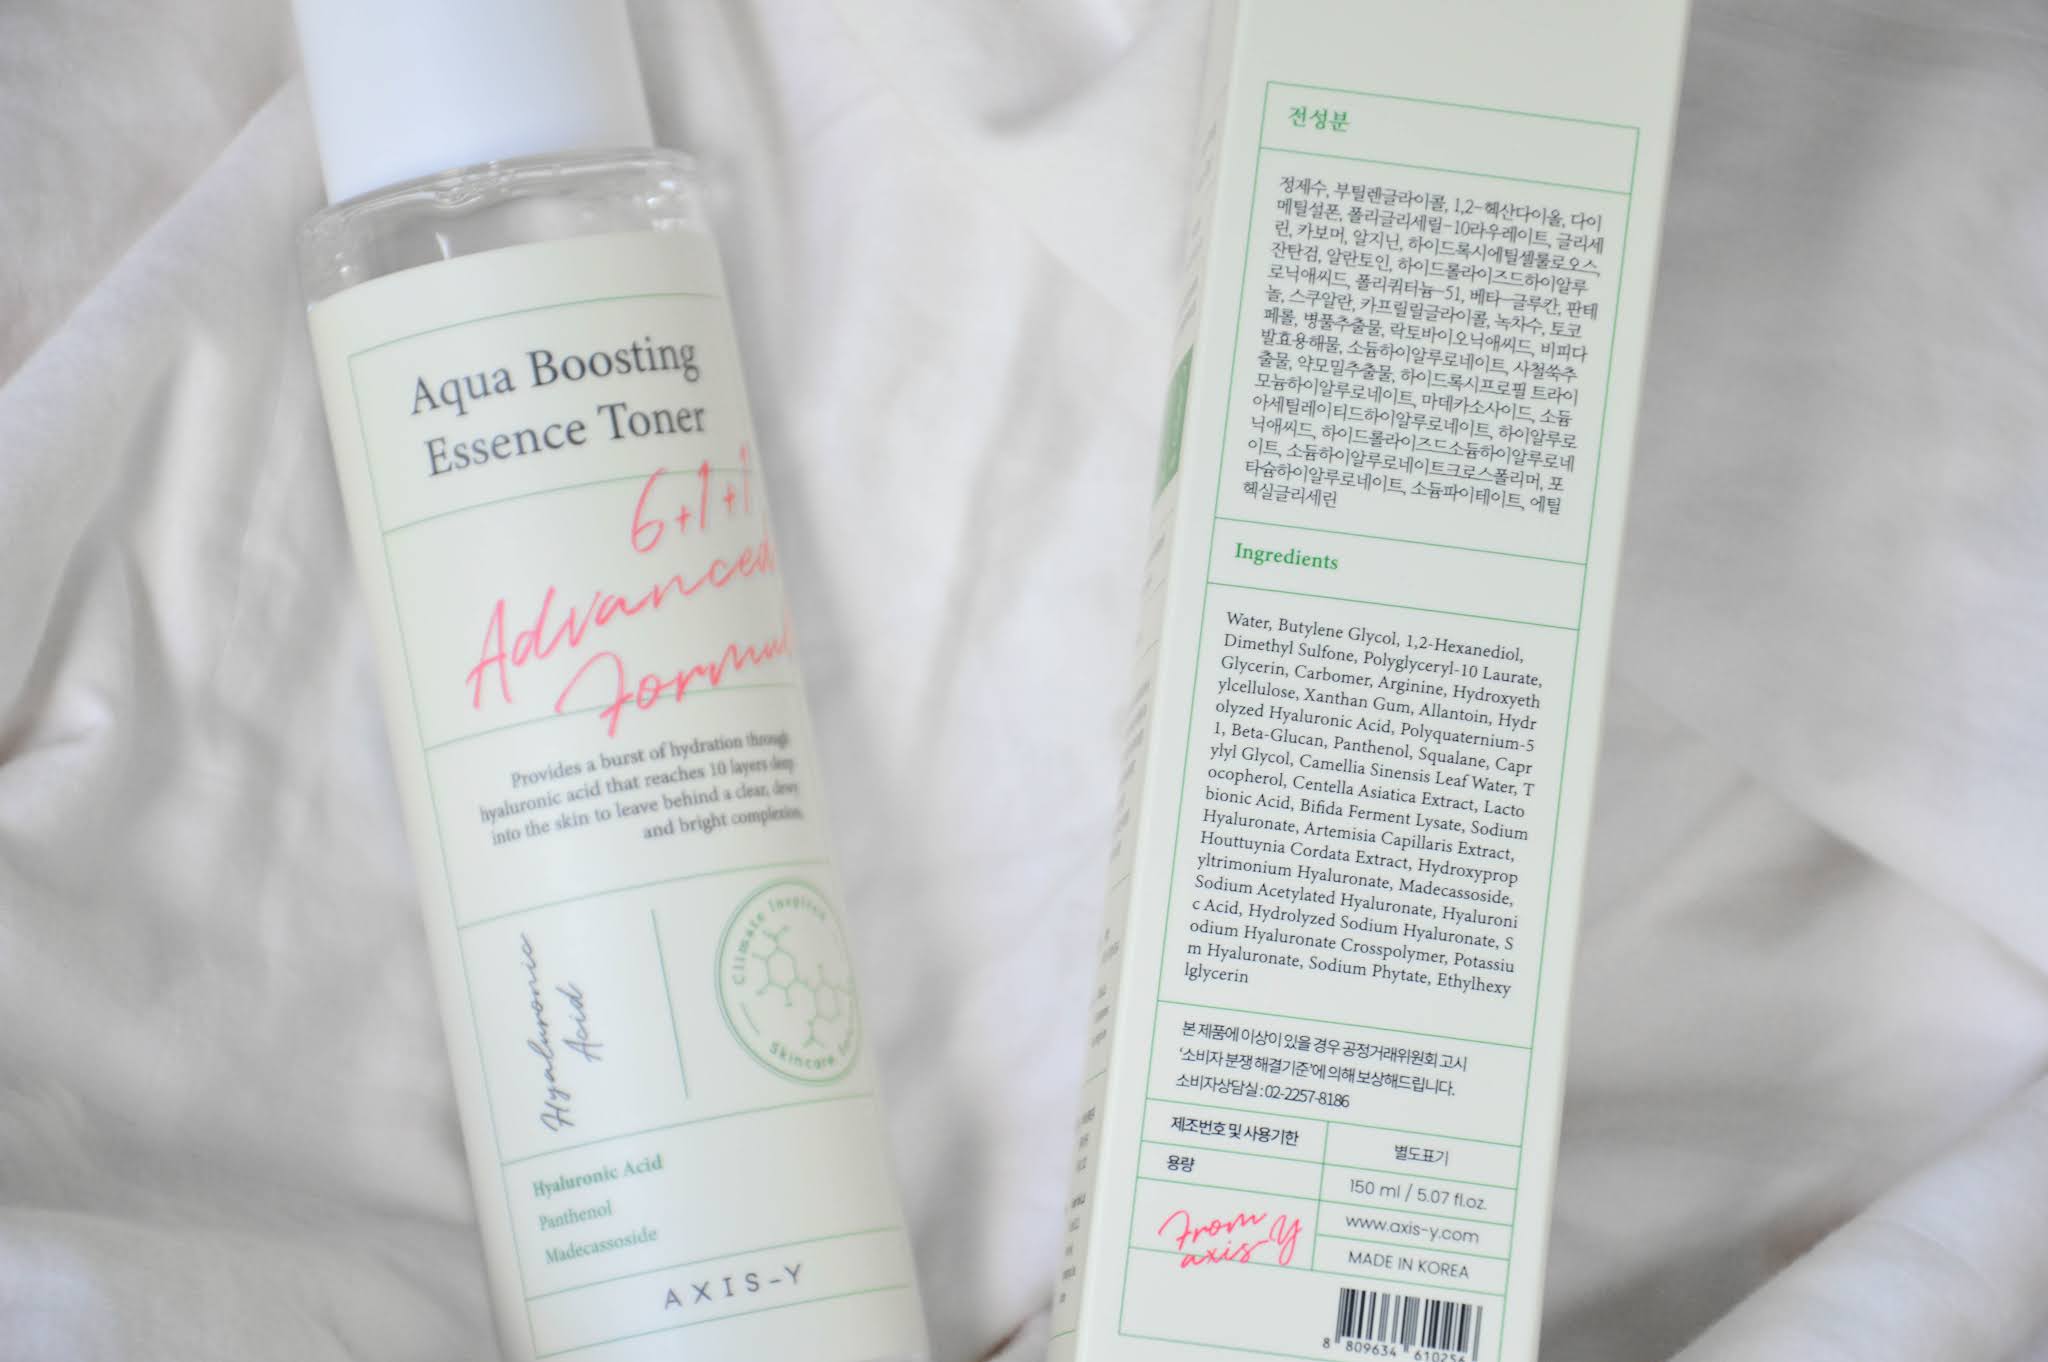 Aqua Boosting
Essence Toner
6+1+1
Advanced
Provides a burst of hydration through
hyaluronic acid that reaches 10 layers deep
into the skin to leave behind a clear, dewy
and bright complexion.
Hyaluronic
Acid
Climate Inspired
Skincare
Hyaluronic Acid
Panthenol
Madecassoside
AXIS-Y
전성분
정제수, 부틸렌글라이콜, 1,2-헥산다이올, 다이
메틸설폰, 폴리글리세릴-10라우레이트, 글리세
린, 카보머, 알지닌, 하이드록시에틸셀룰로오스,
잔탄검, 알란토인, 하이드롤라이즈드하이알루
로닉애씨드, 폴리쿼터늄-51, 베타-글루칸, 판테
놀, 스쿠알란, 카프릴릴글라이콜, 녹차수, 토코
페롤, 병풀추출물, 락토바이오닉애씨드, 비피다
발효용해물, 소듐하이알루로네이트, 사철쑥추
출물, 약모밀추출물, 하이드록시프로필 트라이
모늄하이알루로네이트, 마데카소사이드, 소듐
아세틸레이티드하이알루로네이트, 하이알루로
닉애씨드, 하이드롤라이즈드소듐하이알루로네
이트, 소듐하이알루로네이트크로스폴리머, 포
타슘하이알루로네이트, 소듐파이테이트, 에틸
헥실글리세린
Ingredients
Water, Butylene Glycol, 1,2-Hexanediol,
Dimethyl Sulfone, Polyglyceryl-10 Laurate,
Glycerin, Carbomer, Arginine, Hydroxyeth
ylcellulose, Xanthan Gum, Allantoin, Hydr
olyzed Hyaluronic Acid, Polyquaternium-5
1, Beta-Glucan, Panthenol, Squalane, Capr
ylyl Glycol, Camellia Sinensis Leaf Water, T
ocopherol, Centella Asiatica Extract, Lacto
bionic Acid, Bifida Ferment Lysate, Sodium
Hyaluronate, Artemisia Capillaris Extract,
Houttuynia Cordata Extract, Hydroxyprop
yltrimonium Hyaluronate, Madecassoside,
Sodium Acetylated Hyaluronate, Hyaluroni
c Acid, Hydrolyzed Sodium Hyaluronate, S
odium Hyaluronate Crosspolymer, Potassiu
m Hyaluronate, Sodium Phytate, Ethylhexy
lglycerin
본 제품에 이상이 있을 경우 공정거래위원회 고시
'소비자 분쟁 해결기준'에 의해 보상해드립니다.
소비자상담실 : 02-2257-8186
제조번호 및 사용기한
별도표기
용량
150 ml / 5.07 fl.oz.
From
axis-y
www.axis-y.com
MADE IN KOREA
8 809634 610256